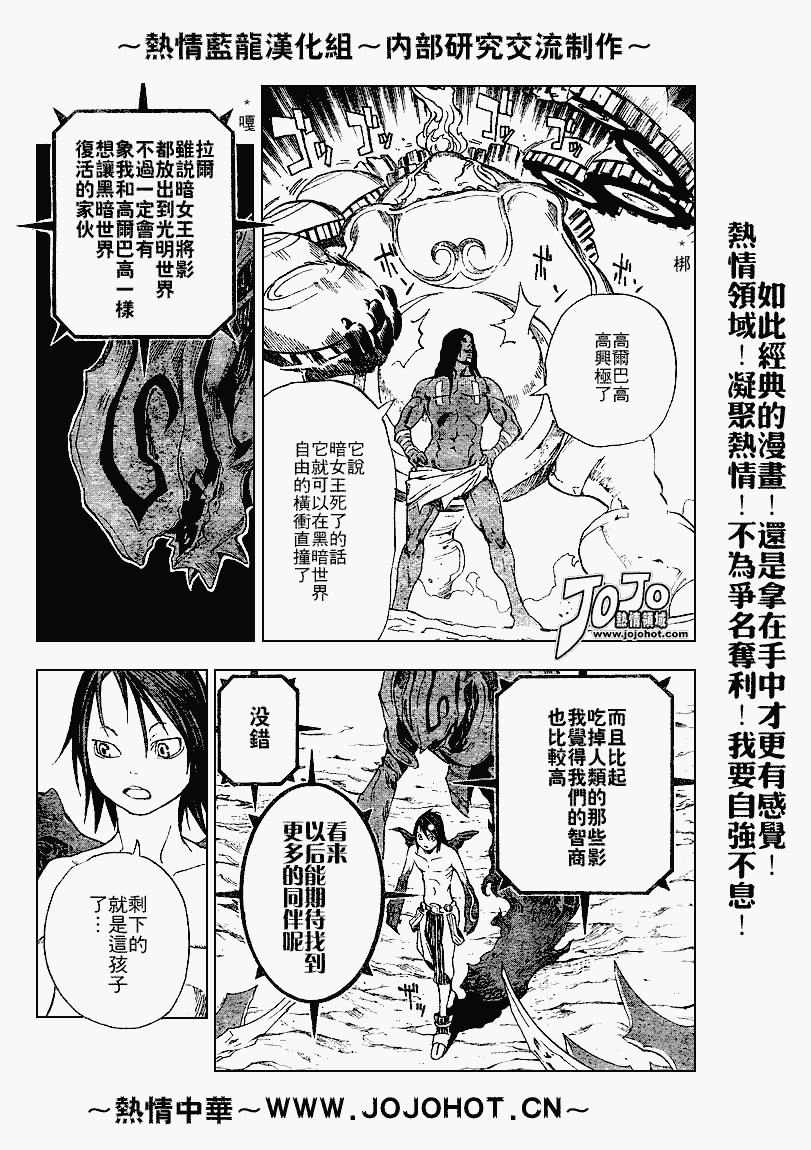 ～熱情藍龍漢化組～内部研究交流制作～
如此經典的漫畫！還是拿在手中才更有感覺！
熱情領域！凝聚熱情！不為爭名奪利！我要自強不息！
ゴゴゴゴ
*梆
高爾巴高
高興極了
它說
暗女王死了的話
它就可以在黑暗世界
自由的橫衝直撞了
JOJO
熱情領域
www.jojohot.com
*嘎
拉爾
雖說暗女王將影
都放出到光明世界
不過一定會有
象我和高爾巴高一樣
想讓黑暗世界
復活的家伙
而且比起
吃掉人類的那些影
我覺得我們的智商
也比較高
没錯
看来
以后能期待找到
更多的同伴呢
剩下的
就是這孩子
了…
～熱情中華～WWW.JOJOHOT.CN～